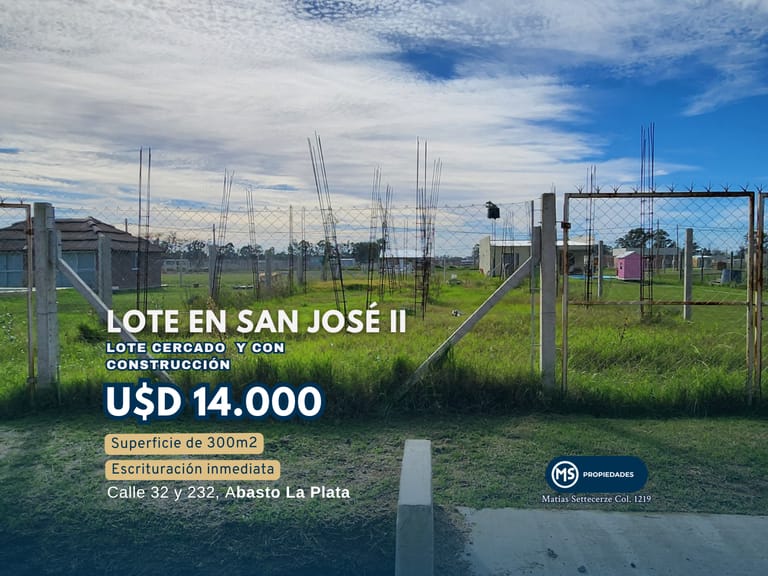 LOTE EN SAN JOSÉ II
LOTE CERCADO Y CON
CONSTRUCCIÓN
U$D 14.000
Superficie de 300m2
Escrituración inmediata
Calle 32 y 232, Abasto La Plata
MS PROPIEDADES
Matías Settecerze Col. 1219